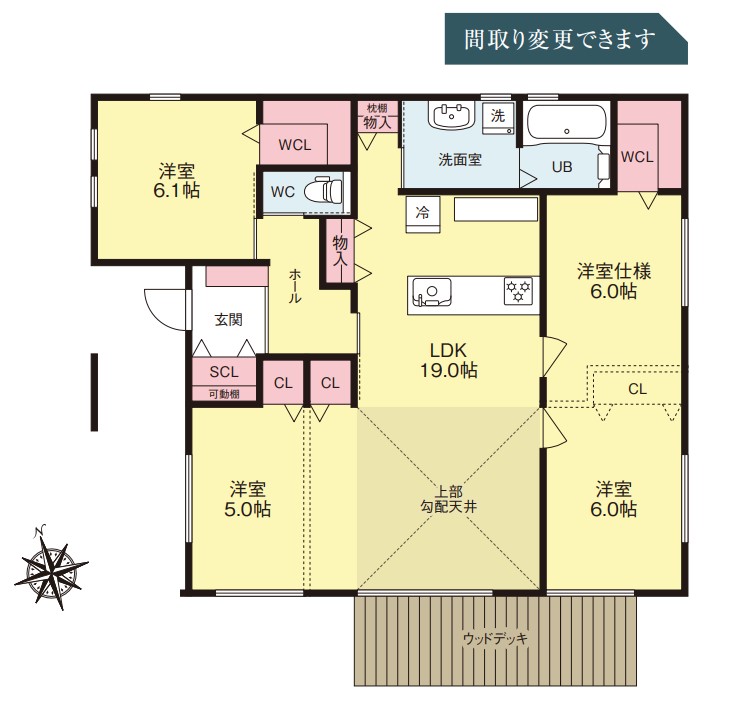 間取り変更できます
洋室
6.1帖
WCL
枕棚
物入
洗面室
洗
UB
WCL
WC
物入
冷
ホール
洋室仕様
6.0帖
玄関
LDK
19.0帖
SCL
可動棚
CL
CL
CL
洋室
5.0帖
上部
勾配天井
洋室
6.0帖
N
ウッドデッキ